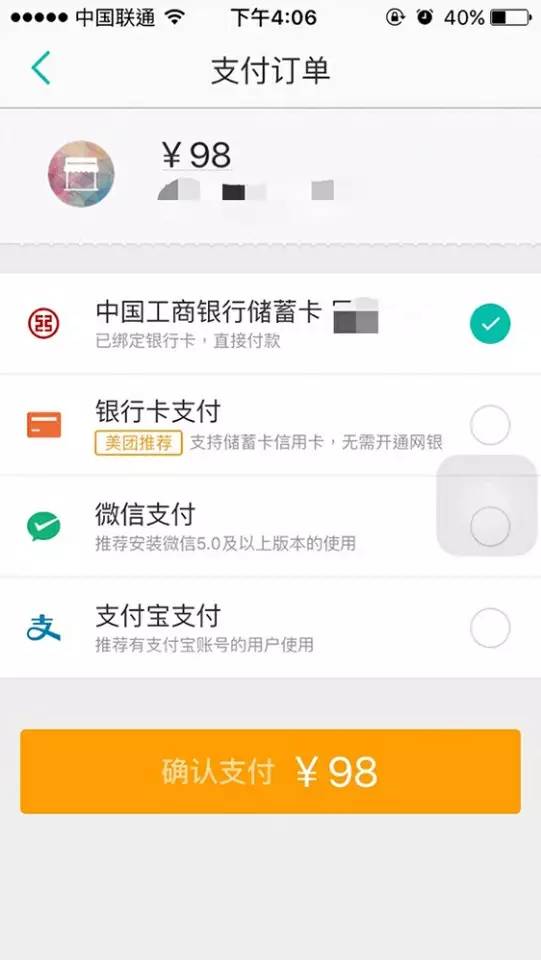 中国联通 下午4:06 40%
支付订单
¥98
中国工商银行储蓄卡
已绑定银行卡，直接付款
银行卡支付
美团推荐 支持储蓄卡信用卡，无需开通网银
微信支付
推荐安装微信5.0及以上版本的使用
支付宝支付
推荐有支付宝账号的用户使用
确认支付 ¥98